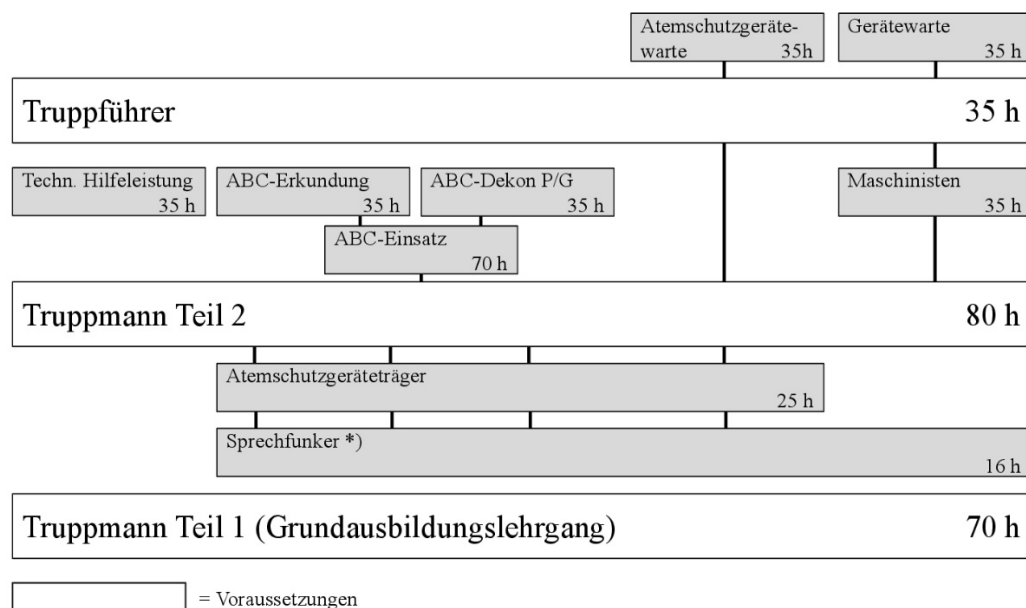 Atemschutzgeräte-
warte 35h
Gerätewarte
35 h
Truppführer 35 h
Techn. Hilfeleistung
35 h
ABC-Erkundung
35 h
ABC-Dekon P/G
35 h
Maschinisten
35 h
ABC-Einsatz
70 h
Truppmann Teil 2 80 h
Atemschutzgeräteträger
25 h
Sprechfunker *)
16 h
Truppmann Teil 1 (Grundausbildungslehrgang) 70 h
= Voraussetzungen